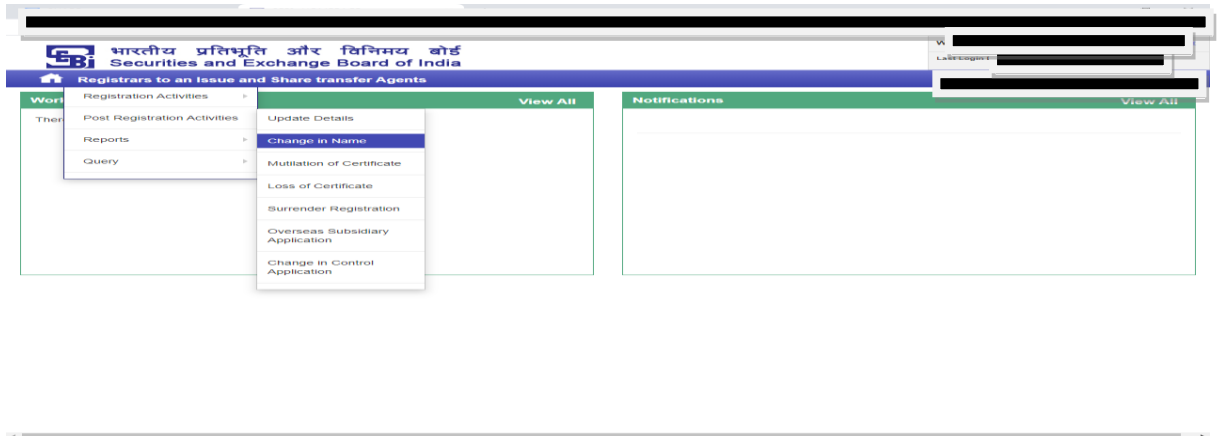 भारतीय प्रतिभूति और विनिमय बोर्ड
Securities and Exchange Board of India
Last Login
Registrars to an Issue and Share transfer Agents
Registration Activities
Post Registration Activities
Reports
Query
Update Details
Change in Name
Mutilation of Certificate
Loss of Certificate
Surrender Registration
Overseas Subsidiary
Application
Change in Control
Application
View All
Notifications
View All